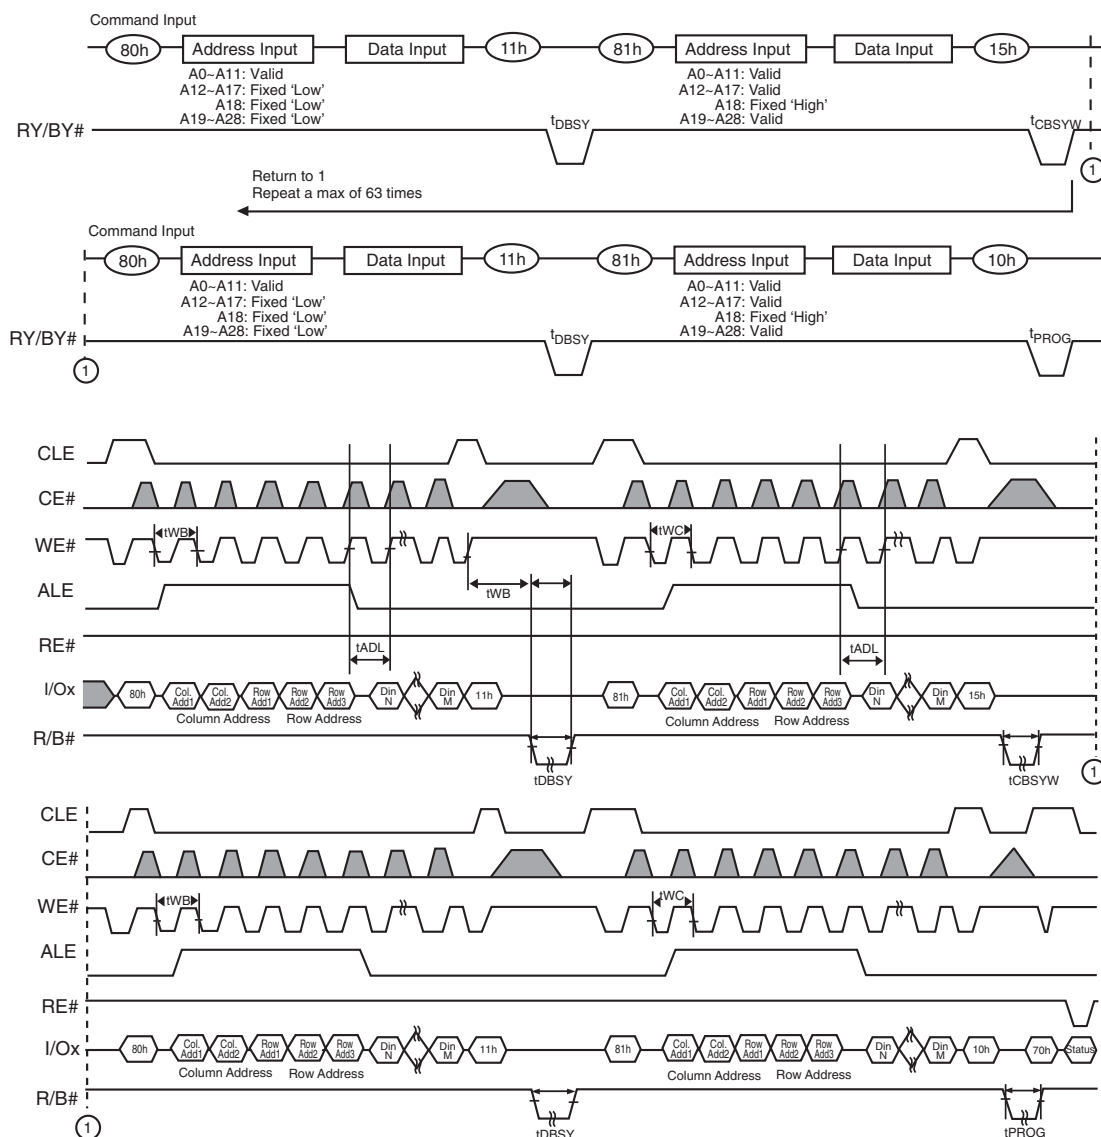 Command Input
80h Address Input Data Input 11h 81h Address Input Data Input 15h
A0~A11: Valid A0~A11: Valid
A12~A17: Fixed ‘Low’ A12~A17: Valid
A18: Fixed ‘Low’ A18: Fixed ‘High’
A19~A28: Fixed ‘Low’ A19~A28: Valid
RY/BY# tDBSY tCBSYW
1
Return to 1
Repeat a max of 63 times
Command Input
80h Address Input Data Input 11h 81h Address Input Data Input 10h
A0~A11: Valid A0~A11: Valid
A12~A17: Fixed ‘Low’ A12~A17: Valid
A18: Fixed ‘Low’ A18: Fixed ‘High’
A19~A28: Fixed ‘Low’ A19~A28: Valid
RY/BY# tDBSY tPROG
1
CLE
CE#
WE# tWB tWC
ALE tWB
RE# tADL tADL
I/Ox 80h Col. Add1 Col. Add2 Row Add1 Row Add2 Row Add3 Din N Din M 11h 81h Col. Add1 Col. Add2 Row Add1 Row Add2 Row Add3 Din N Din M 15h
Column Address Row Address Column Address Row Address
R/B#
tDBSY tCBSYW 1
CLE
CE#
WE# tWB tWC
ALE
RE#
I/Ox 80h Col. Add1 Col. Add2 Row Add1 Row Add2 Row Add3 Din N Din M 11h 81h Col. Add1 Col. Add2 Row Add1 Row Add2 Row Add3 Din N Din M 10h 70h Status
Column Address Row Address Column Address Row Address
R/B#
1 tDBSY tPROG